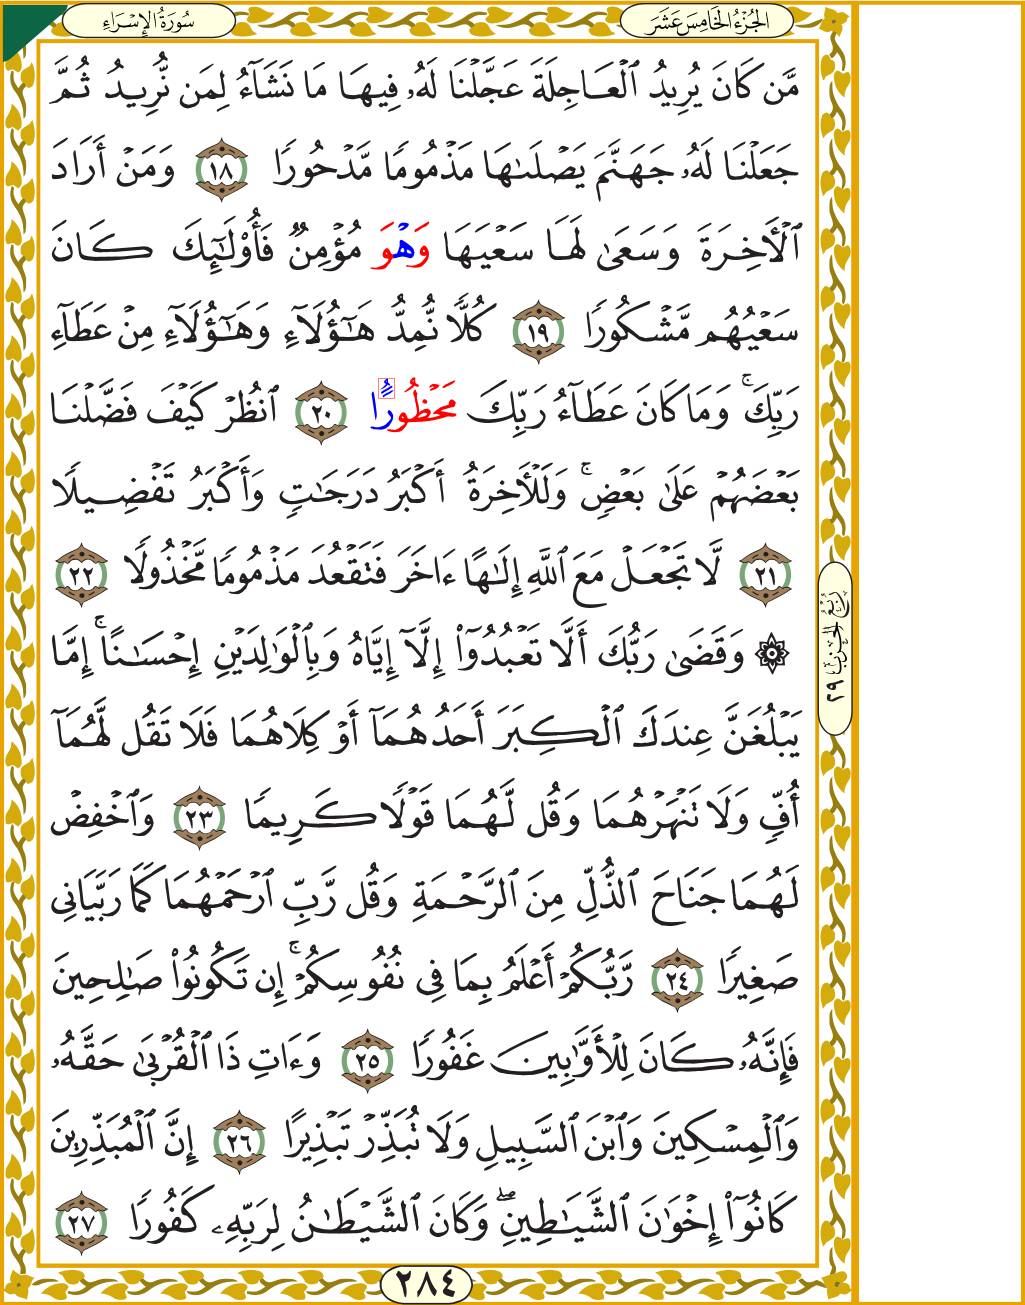 الجُزْءُ الخَامِسَ عَشَرَ
سُورَةُ الإِسْرَاءِ
مَّن كَانَ يُرِيدُ ٱلْعَاجِلَةَ عَجَّلْنَا لَهُۥ فِيهَا مَا نَشَآءُ لِمَن نُّرِيدُ ثُمَّ
جَعَلْنَا لَهُۥ جَهَنَّمَ يَصْلَىٰهَا مَذْمُومًا مَّدْحُورًا ١٨ وَمَنْ أَرَادَ
ٱلْأَخِرَةَ وَسَعَىٰ لَهَا سَعْيَهَا وَهْوَ مُؤْمِنٌ فَأُوْلَٰٓئِكَ كَانَ
سَعْيُهُم مَّشْكُورًا ١٩ كُلًّا نُّمِدُّ هَٰٓؤُلَآءِ وَهَٰٓؤُلَآءِ مِنْ عَطَآءِ
رَبِّكَ ۚ وَمَا كَانَ عَطَآءُ رَبِّكَ مَحْظُورًا ٢٠ ٱنظُرْ كَيْفَ فَضَّلْنَا
بَعْضَهُمْ عَلَىٰ بَعْضٍ ۚ وَلَلْأَخِرَةُ أَكْبَرُ دَرَجَٰتٍ وَأَكْبَرُ تَفْضِيلًا
٢١ لَّا تَجْعَلْ مَعَ ٱللَّهِ إِلَٰهًا ءَاخَرَ فَتَقْعُدَ مَذْمُومًا مَّخْذُولًا ٢٢
۞ وَقَضَىٰ رَبُّكَ أَلَّا تَعْبُدُوٓا۟ إِلَّآ إِيَّاهُ وَبِٱلْوَٰلِدَيْنِ إِحْسَٰنًا ۚ إِمَّا
يَبْلُغَنَّ عِندَكَ ٱلْكِبَرَ أَحَدُهُمَآ أَوْ كِلَاهُمَا فَلَا تَقُل لَّهُمَآ
أُفٍّ وَلَا تَنْهَرْهُمَا وَقُل لَّهُمَا قَوْلًا كَرِيمًا ٢٣ وَٱخْفِضْ
لَهُمَا جَنَاحَ ٱلذُّلِّ مِنَ ٱلرَّحْمَةِ وَقُل رَّبِّ ٱرْحَمْهُمَا كَمَا رَبَّيَانِى
صَغِيرًا ٢٤ رَّبُّكُمْ أَعْلَمُ بِمَا فِى نُفُوسِكُمْ ۚ إِن تَكُونُوا۟ صَٰلِحِينَ
فَإِنَّهُۥ كَانَ لِلْأَوَّٰبِينَ غَفُورًا ٢٥ وَءَاتِ ذَا ٱلْقُرْبَىٰ حَقَّهُۥ
وَٱلْمِسْكِينَ وَٱبْنَ ٱلسَّبِيلِ وَلَا تُبَذِّرْ تَبْذِيرًا ٢٦ إِنَّ ٱلْمُبَذِّرِينَ
كَانُوٓا۟ إِخْوَٰنَ ٱلشَّيَٰطِينِ ۖ وَكَانَ ٱلشَّيْطَٰنُ لِرَبِّهِۦ كَفُورًا ٢٧
رُبْعُ الحِزْبِ ٢٩
٢٨٤